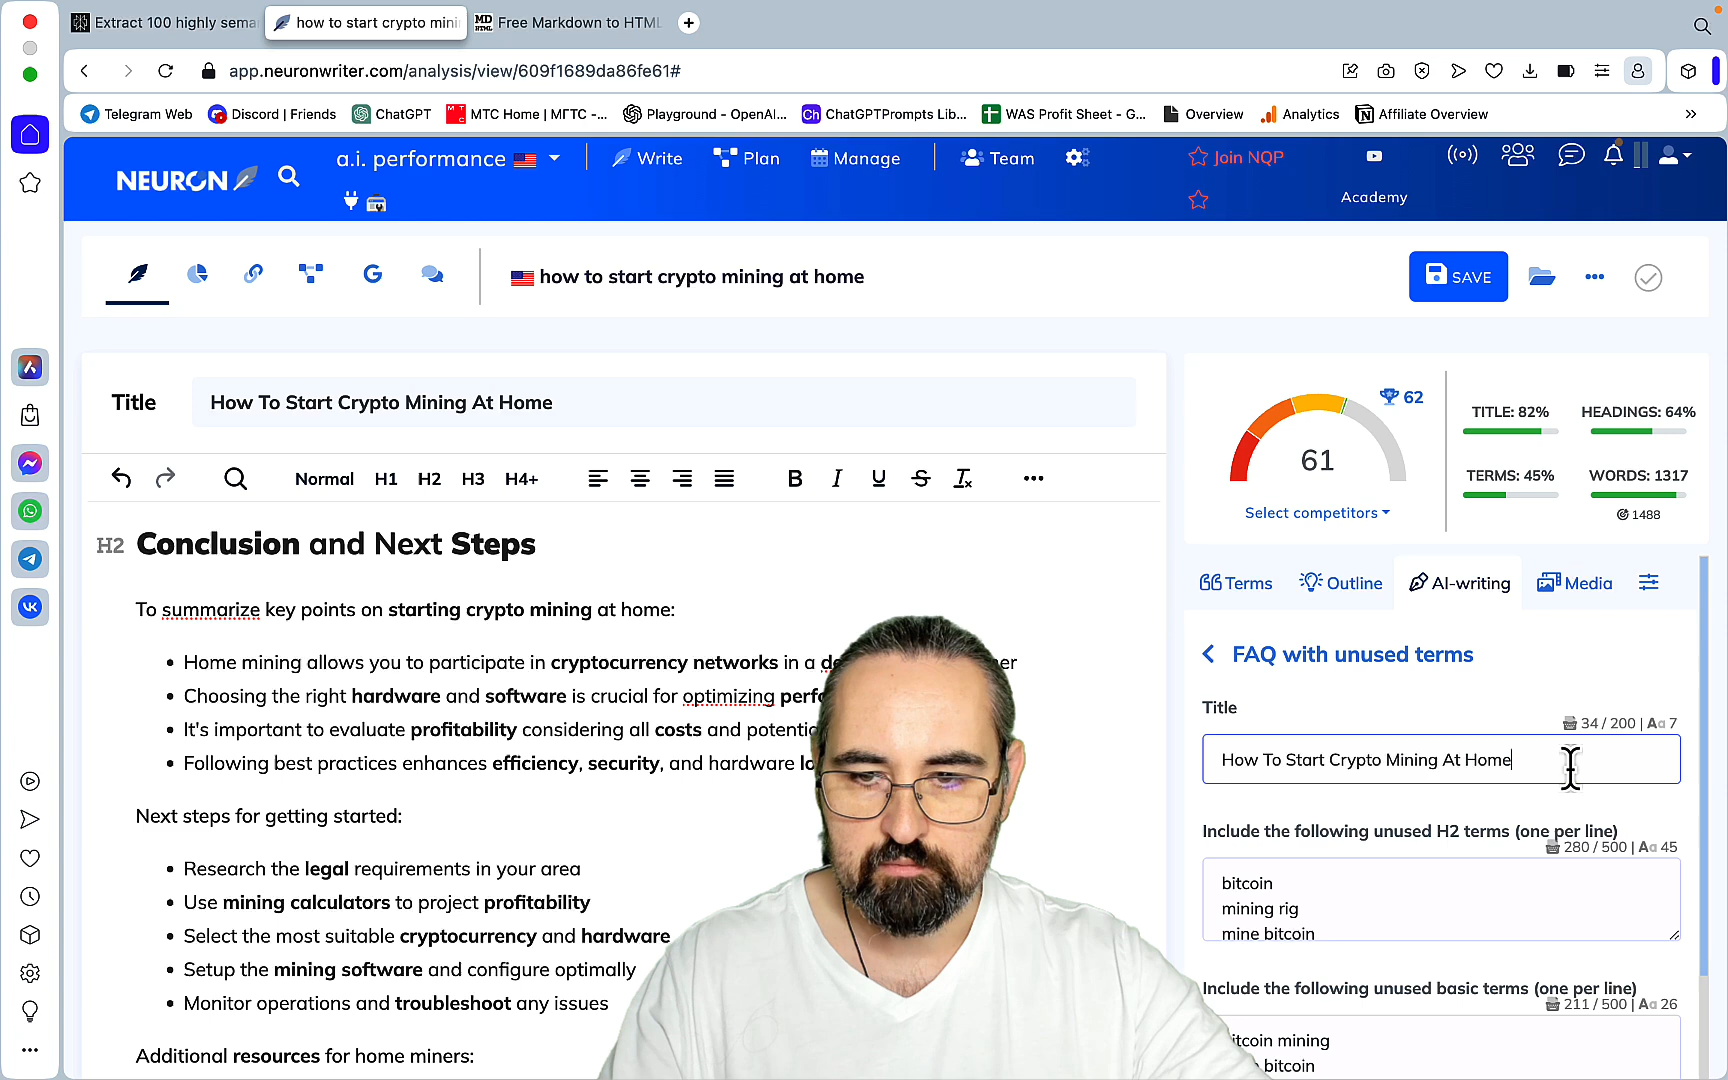 Extract 100 highly sema
how to start crypto mini
MD HTML Free Markdown to HTML
app.neuronwriter.com/analysis/view/609f1689da86fe61#
Telegram Web
Discord | Friends
ChatGPT
МТС Home | МГТС -...
Playground - OpenAI...
Ch ChatGPTPrompts Lib...
WAS Profit Sheet - G...
Overview
Analytics
Affiliate Overview
NEURON
a.i. performance
Write
Plan
Manage
Team
Join NQP
Academy
how to start crypto mining at home
SAVE
Title
How To Start Crypto Mining At Home
Normal H1 H2 H3 H4+
B I U S
H2 Conclusion and Next Steps
To summarize key points on starting crypto mining at home:
Home mining allows you to participate in cryptocurrency networks in a
Choosing the right hardware and software is crucial for optimizing
It's important to evaluate profitability considering all costs and
Following best practices enhances efficiency, security, and hardware
Next steps for getting started:
Research the legal requirements in your area
Use mining calculators to project profitability
Select the most suitable cryptocurrency and hardware
Setup the mining software and configure optimally
Monitor operations and troubleshoot any issues
Additional resources for home miners:
62
61
Select competitors
TITLE: 82%
HEADINGS: 64%
TERMS: 45%
WORDS: 1317
1488
Terms
Outline
AI-writing
Media
FAQ with unused terms
Title
34 / 200 | Aa 7
How To Start Crypto Mining At Home
Include the following unused H2 terms (one per line)
280 / 500 | Aa 45
bitcoin
mining rig
mine bitcoin
Include the following unused basic terms (one per line)
211 / 500 | Aa 26
itcoin mining
bitcoin